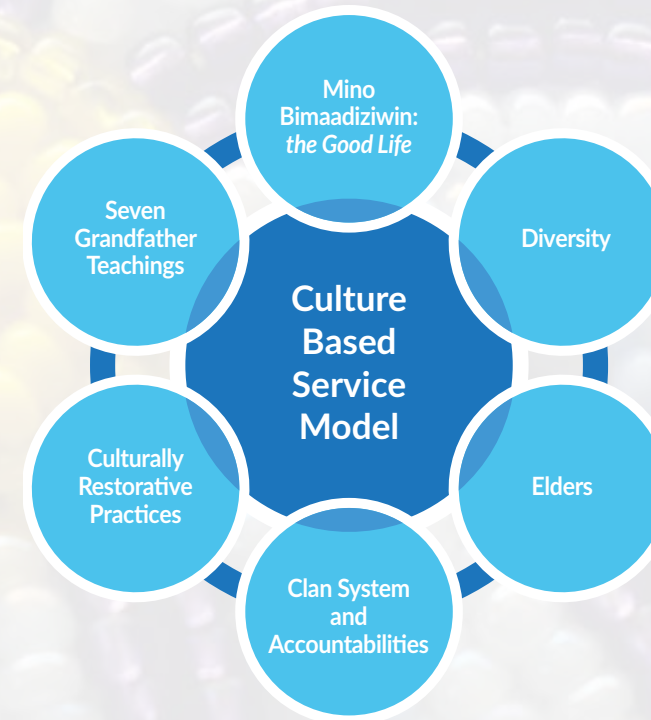 Mino
Bimaadiziwin:
the Good Life
Diversity
Elders
Clan System
and
Accountabilities
Culturally
Restorative
Practices
Seven
Grandfather
Teachings
Culture
Based
Service
Model